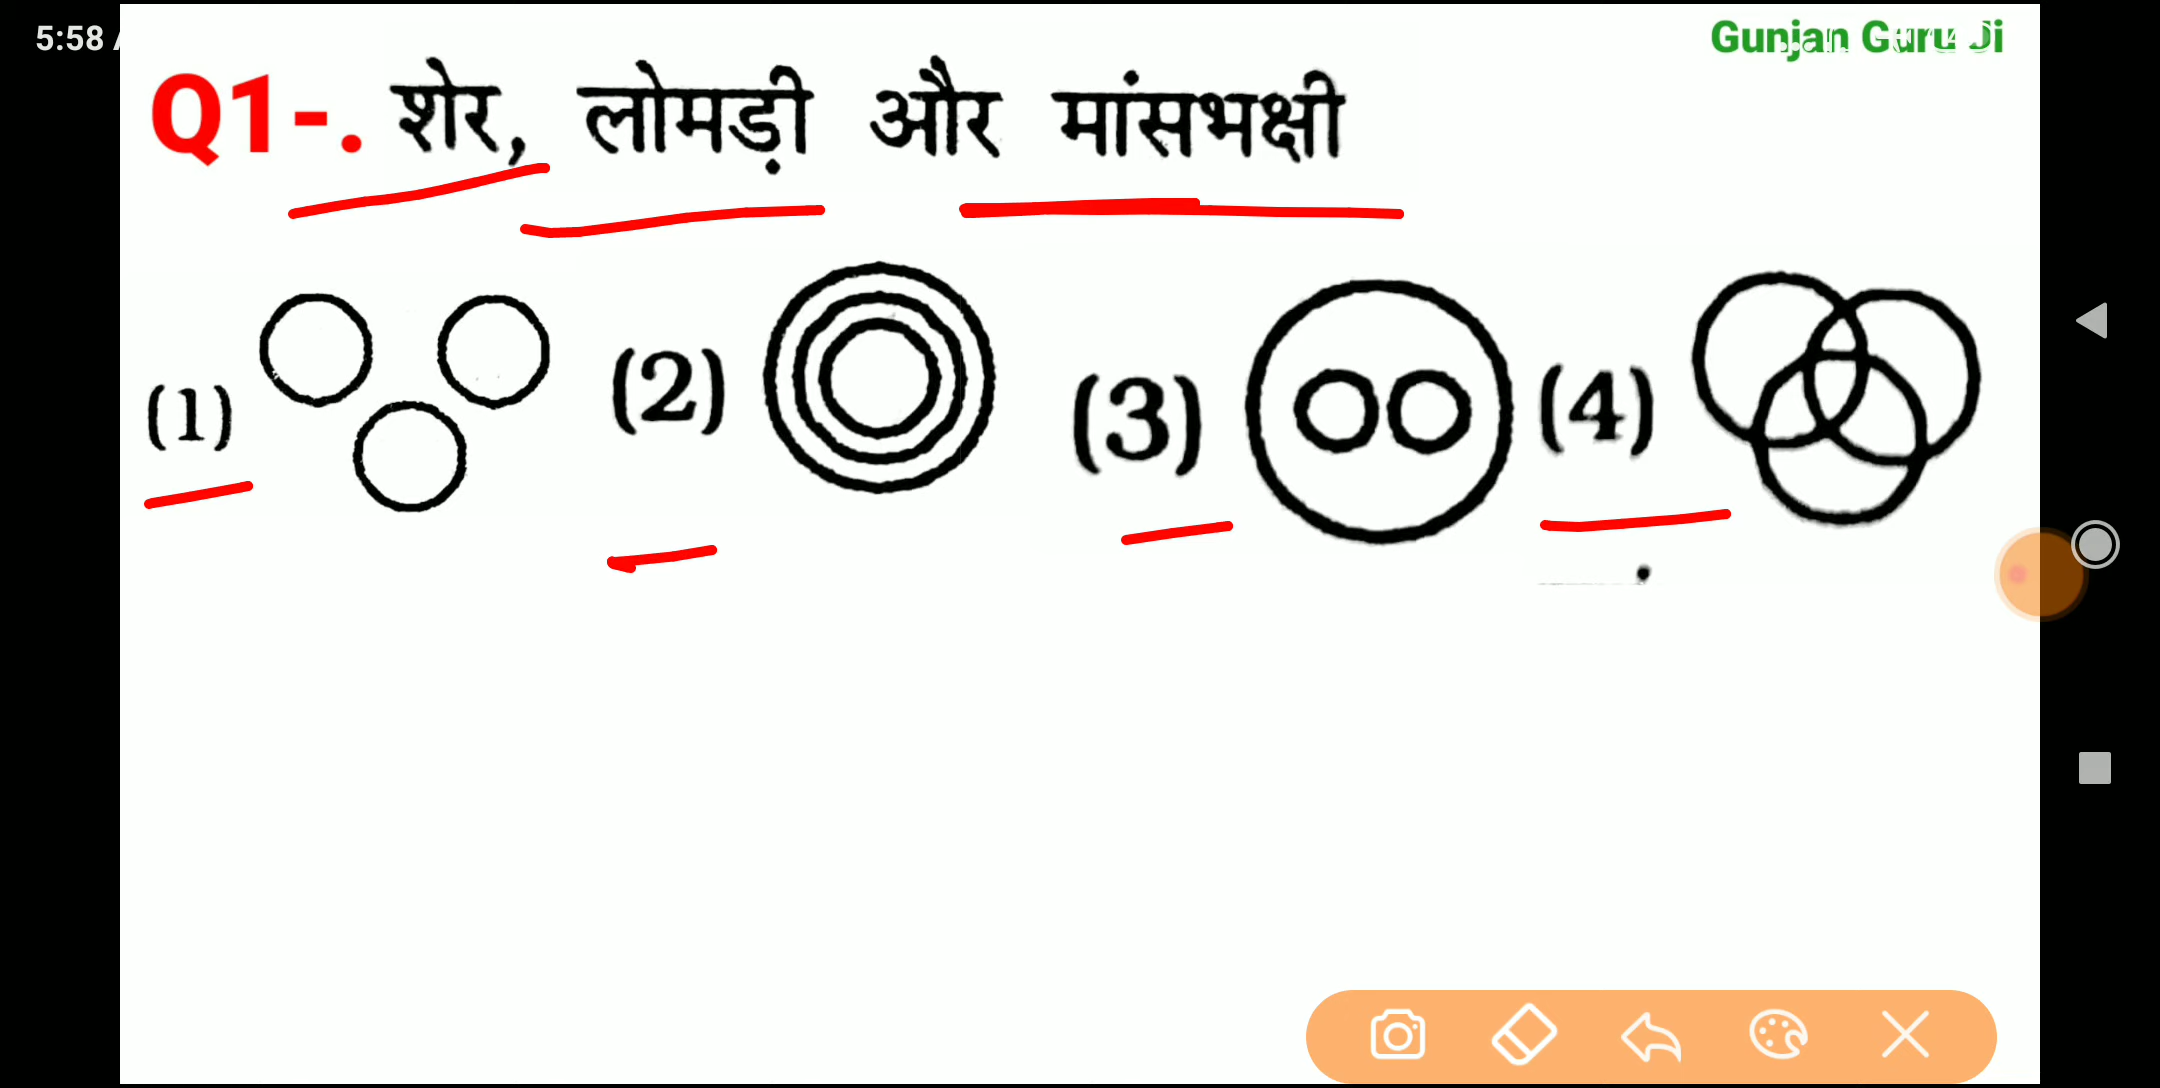 5:58
Gunjan Guru Ji
Q1-. शेर, लोमड़ी और मांसभक्षी
(1) (2) (3) (4)